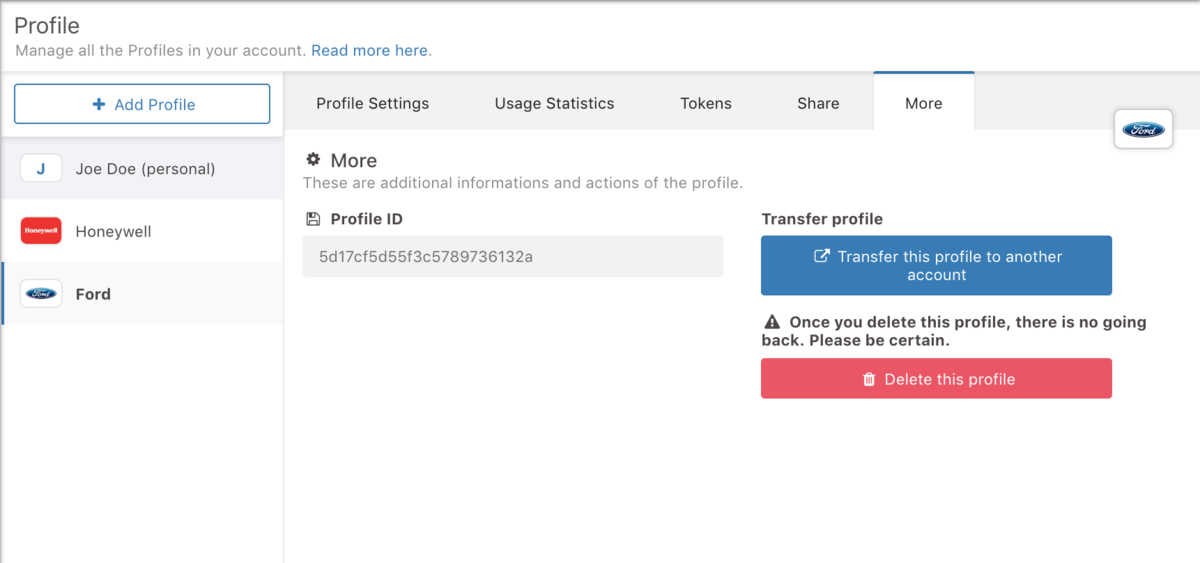 Profile
Manage all the Profiles in your account. Read more here.
Add Profile
J
Joe Doe (personal)
Honeywell
Honeywell
Ford
Ford
Profile Settings
Usage Statistics
Tokens
Share
More
Ford
More
These are additional informations and actions of the profile.
Profile ID
5d17cf5d55f3c5789736132a
Transfer profile
Transfer this profile to another
account
Once you delete this profile, there is no going
back. Please be certain.
Delete this profile